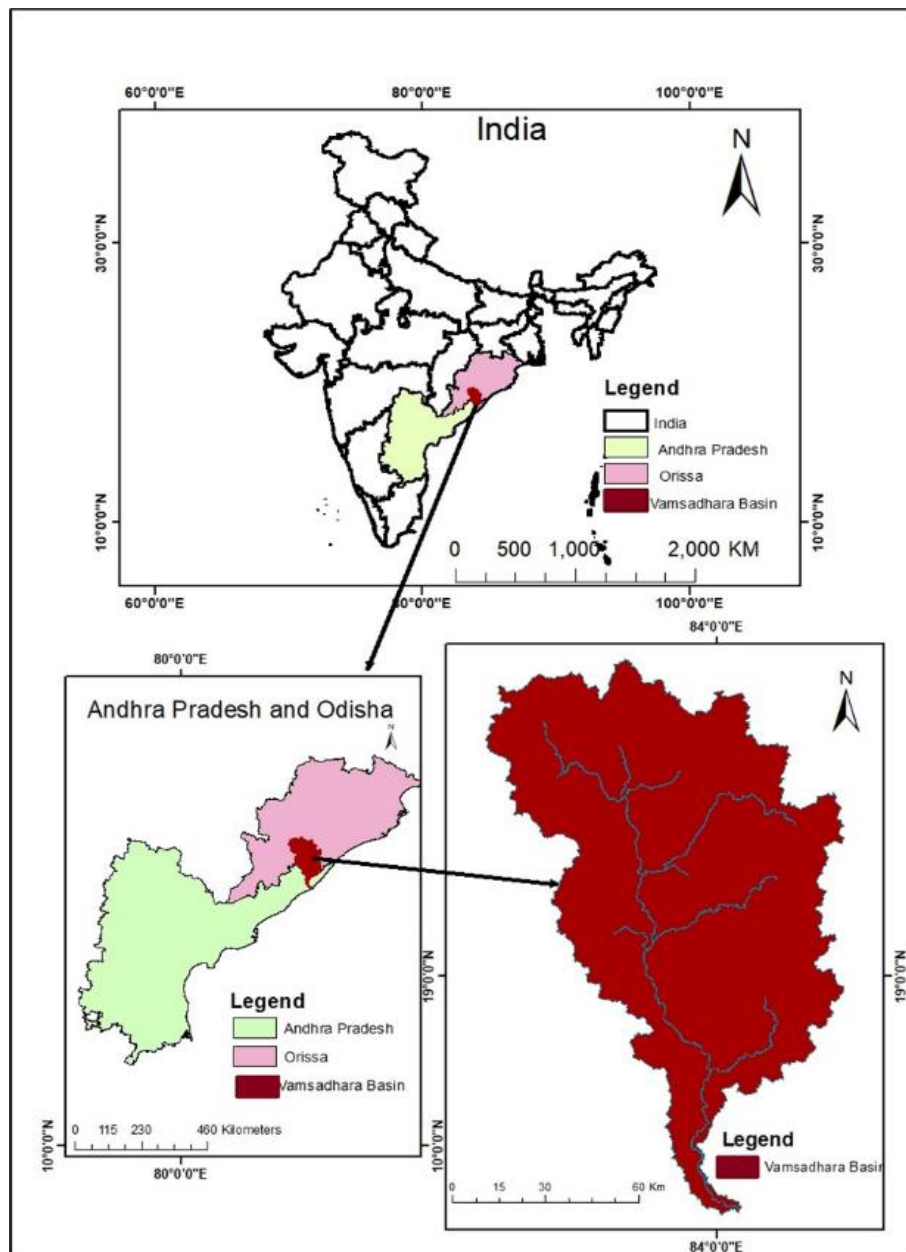 60°0'0"E 80°0'0"E 100°0'0"E
India
N
30°0'0"N 30°0'0"N
Legend
India
Andhra Pradesh
Orissa
Vamsadhara Basin
10°0'0"N 10°0'0"N
0 500 1,000 2,000 KM
60°0'0"E 80°0'0"E 100°0'0"E
80°0'0"E
Andhra Pradesh and Odisha
N
Legend
Andhra Pradesh
Orissa
Vamsadhara Basin
0 115 230 460 Kilometers
10°0'0"N 10°0'0"N
80°0'0"E
84°0'0"E
N
19°0'0"N 19°0'0"N
Legend
Vamsadhara Basin
0 15 30 60 Km
84°0'0"E